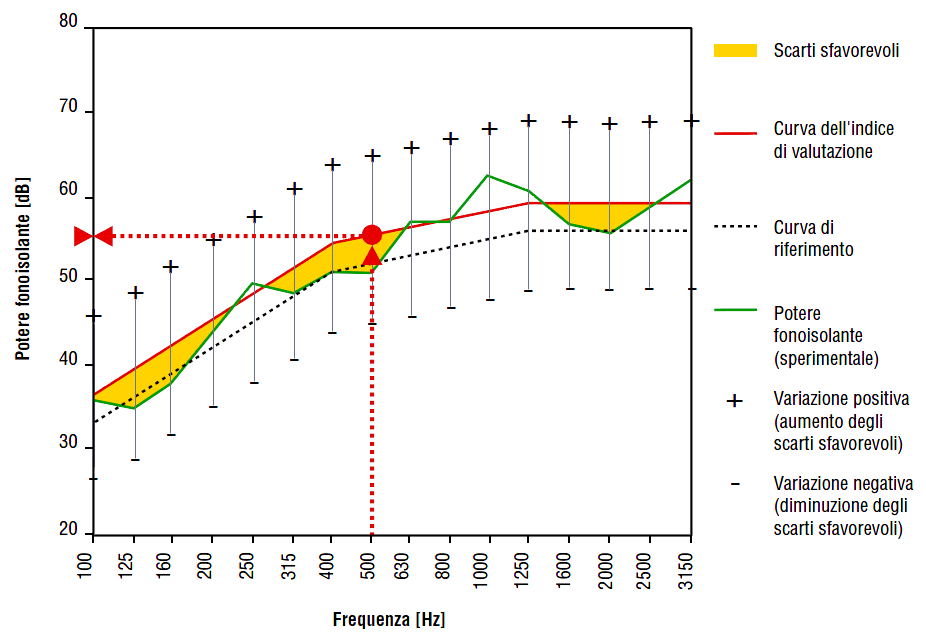 80
70
60
50
40
30
20
Potere fonoisolante [dB]
100
125
160
200
250
315
400
500
630
800
1000
1250
1600
2000
2500
3150
Frequenza [Hz]
Scarti sfavorevoli
Curva dell'indice
di valutazione
Curva di
riferimento
Potere
fonoisolante
(sperimentale)
+ Variazione positiva
(aumento degli
scarti sfavorevoli)
- Variazione negativa
(diminuzione degli
scarti sfavorevoli)